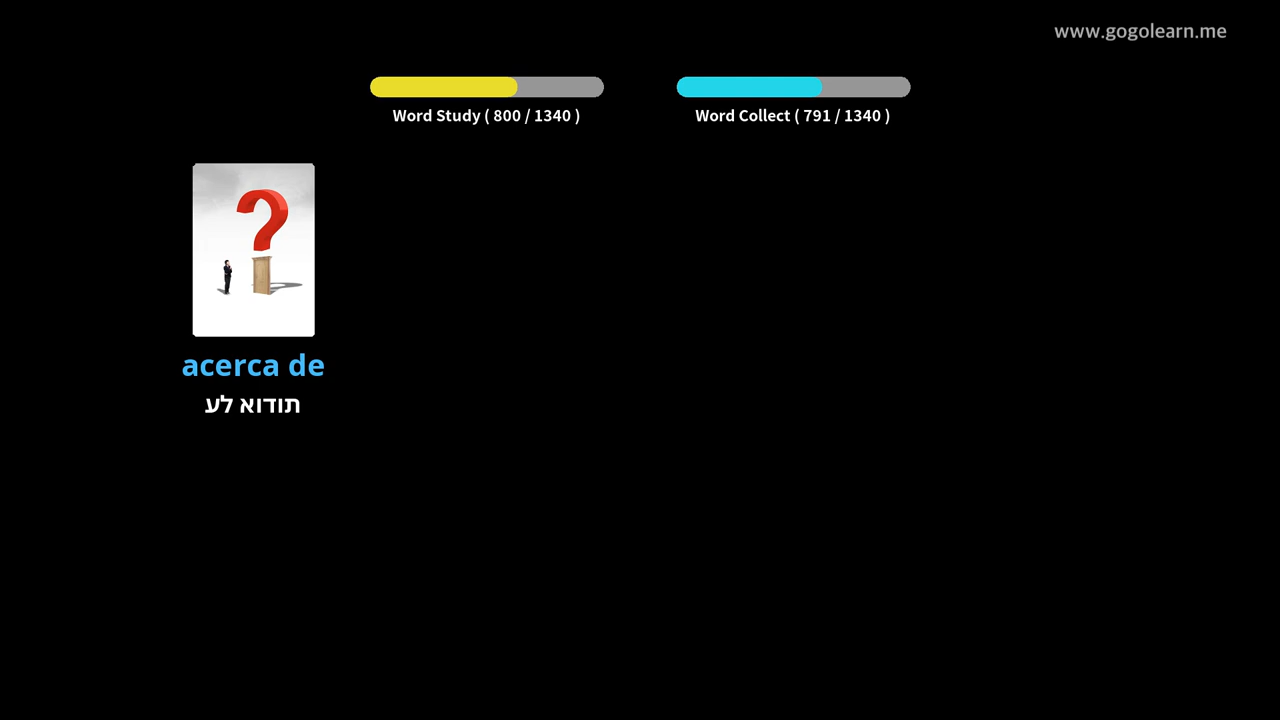 www.gogolearn.me
Word Study ( 800 / 1340 )
Word Collect ( 791 / 1340 )
acerca de
תודוא לע